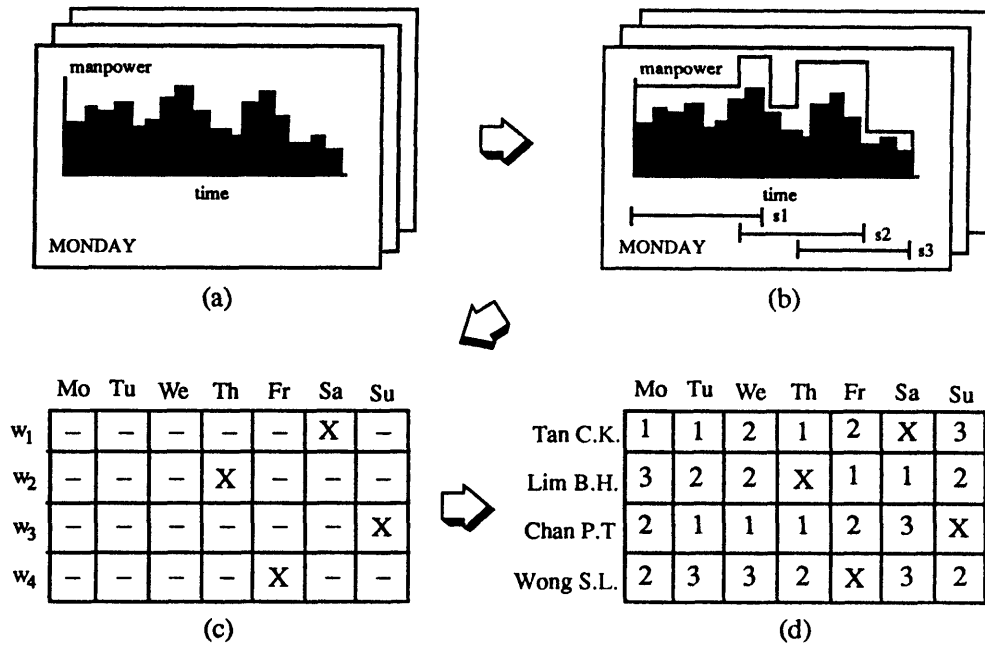 manpower
time
MONDAY
(a)
manpower
time
s1
s2
MONDAY
s3
(b)
Mo Tu We Th Fr Sa Su
w1 – – – – – X –
w2 – – – X – – –
w3 – – – – – – X
w4 – – – – X – –
(c)
Mo Tu We Th Fr Sa Su
Tan C.K. 1 1 2 1 2 X 3
Lim B.H. 3 2 2 X 1 1 2
Chan P.T 2 1 1 1 2 3 X
Wong S.L. 2 3 3 2 X 3 2
(d)